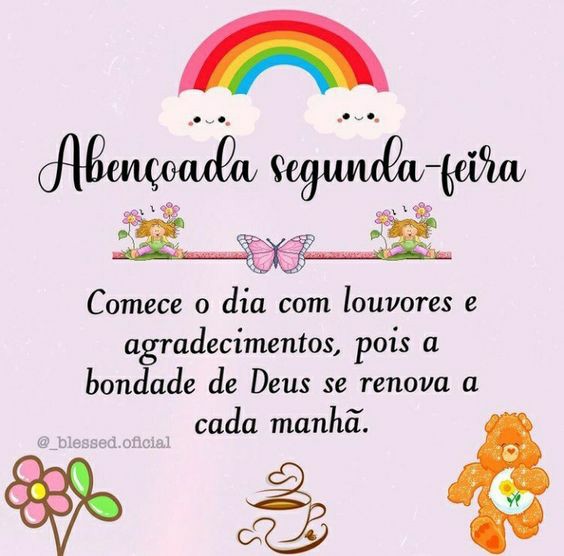 Abençoada segunda-feira
Comece o dia com louvores e
agradecimentos, pois a
bondade de Deus se renova a
cada manhã.
@_blessed.oficial